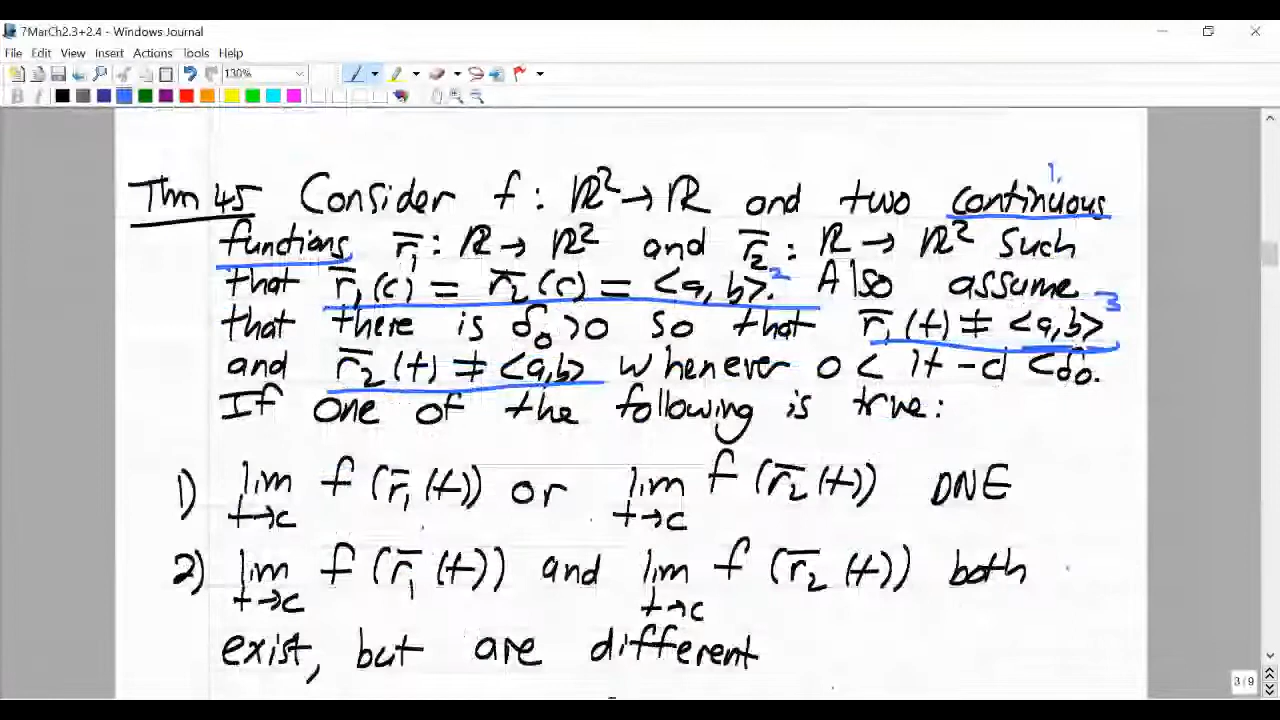 7MarCh2.3+2.4 - Windows Journal
File Edit View Insert Actions Tools Help
130%
B i
1.
Thm 45 Consider f : ℝ² → ℝ and two continuous
functions r̄₁ : ℝ → ℝ² and r̄₂ : ℝ → ℝ² such
that r̄₁(c) = r̄₂(c) = <a, b>.² Also assume
that there is δ₀ > 0 so that r̄₁(t) ≠ <a,b> 3
and r̄₂(t) ≠ <a,b> whenever 0 < |t - c| < δ₀.
If one of the following is true:
1) lim t→c f(r̄₁(t)) or lim t→c f(r̄₂(t)) DNE
2) lim t→c f(r̄₁(t)) and lim t→c f(r̄₂(t)) both
exist, but are different
3 / 9